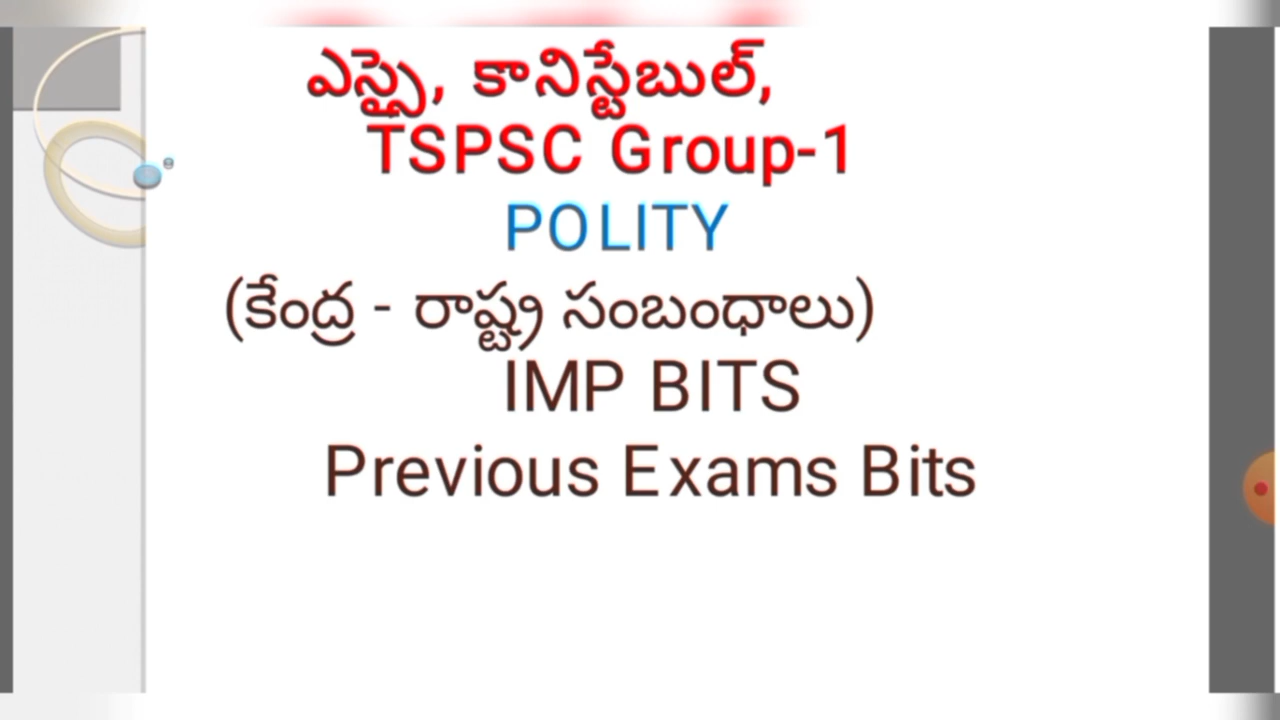 ఎస్సై, కానిస్టేబుల్,
TSPSC Group-1
POLITY
(కేంద్ర - రాష్ట్ర సంబంధాలు)
IMP BITS
Previous Exams Bits